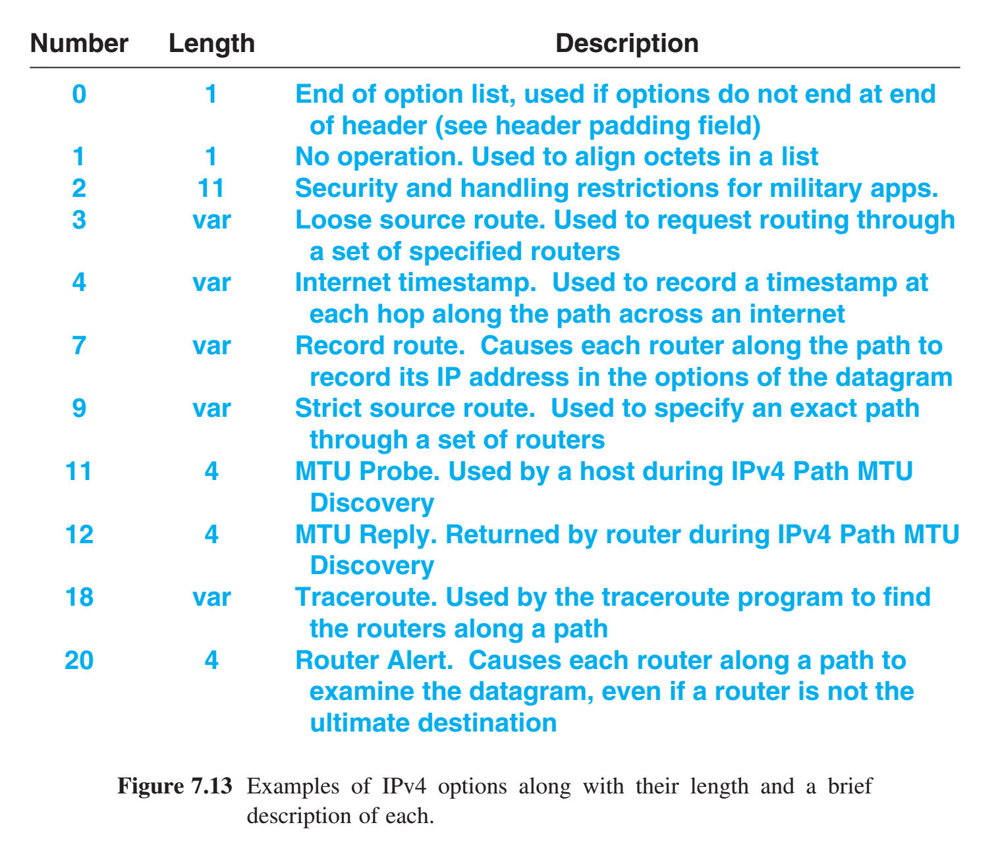 Number Length Description
0 1 End of option list, used if options do not end at end
of header (see header padding field)
1 1 No operation. Used to align octets in a list
2 11 Security and handling restrictions for military apps.
3 var Loose source route. Used to request routing through
a set of specified routers
4 var Internet timestamp. Used to record a timestamp at
each hop along the path across an internet
7 var Record route. Causes each router along the path to
record its IP address in the options of the datagram
9 var Strict source route. Used to specify an exact path
through a set of routers
11 4 MTU Probe. Used by a host during IPv4 Path MTU
Discovery
12 4 MTU Reply. Returned by router during IPv4 Path MTU
Discovery
18 var Traceroute. Used by the traceroute program to find
the routers along a path
20 4 Router Alert. Causes each router along a path to
examine the datagram, even if a router is not the
ultimate destination
Figure 7.13 Examples of IPv4 options along with their length and a brief
description of each.